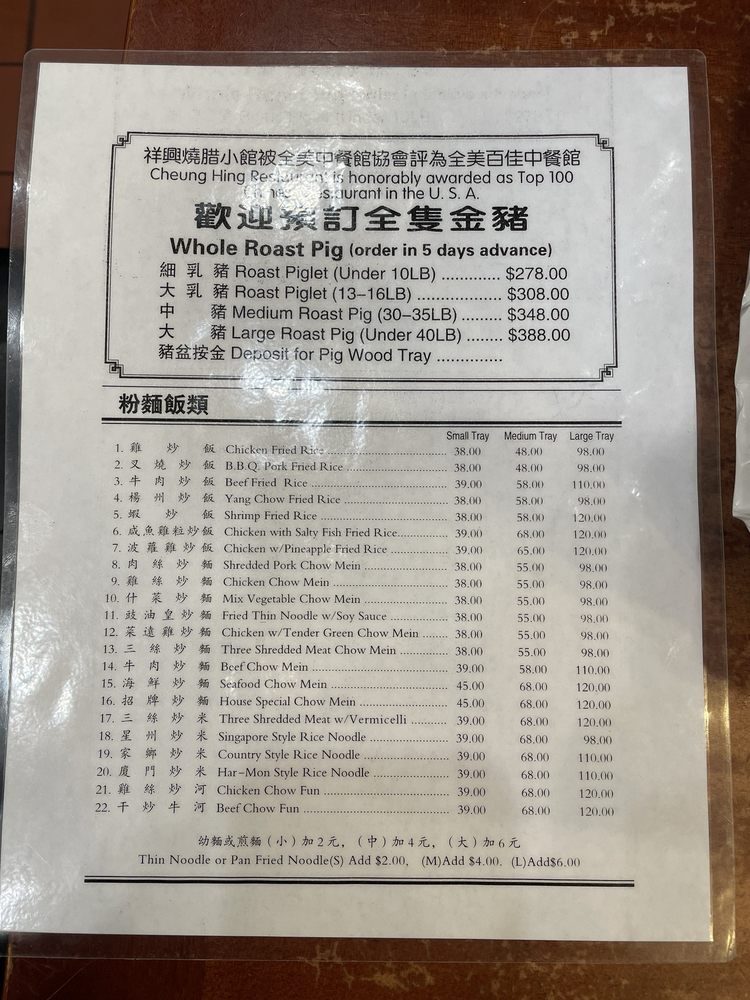 祥興燒腊小館被全美中餐館協會評為全美百佳中餐館
Cheung Hing Restaurant is honorably awarded as Top 100
Restaurant in the U. S. A.
歡迎預訂全隻金豬
Whole Roast Pig (order in 5 days advance)
細 乳 豬 Roast Piglet (Under 10LB) ............ $278.00
大 乳 豬 Roast Piglet (13–16LB) .................. $308.00
中 豬 Medium Roast Pig (30–35LB) ........ $348.00
大 豬 Large Roast Pig (Under 40LB) ........ $388.00
豬盆按金 Deposit for Pig Wood Tray ...............
粉麵飯類
Small Tray Medium Tray Large Tray
1. 雞 炒 飯 Chicken Fried Rice 38.00 48.00 98.00
2. 叉 燒 炒 飯 B.B.Q. Pork Fried Rice 38.00 48.00 98.00
3. 牛 肉 炒 飯 Beef Fried Rice 39.00 58.00 110.00
4. 楊 州 炒 飯 Yang Chow Fried Rice 38.00 58.00 98.00
5. 蝦 炒 飯 Shrimp Fried Rice 38.00 58.00 120.00
6. 咸魚雞粒炒飯 Chicken with Salty Fish Fried Rice 39.00 68.00 120.00
7. 波 蘿 雞 炒 飯 Chicken w/Pineapple Fried Rice 39.00 65.00 120.00
8. 肉 絲 炒 麵 Shredded Pork Chow Mein 38.00 55.00 98.00
9. 雞 絲 炒 麵 Chicken Chow Mein 38.00 55.00 98.00
10. 什 菜 炒 麵 Mix Vegetable Chow Mein 38.00 55.00 98.00
11. 豉 油 皇 炒 麵 Fried Thin Noodle w/Soy Sauce 38.00 55.00 98.00
12. 菜 遠 雞 炒 麵 Chicken w/Tender Green Chow Mein 38.00 55.00 98.00
13. 三 絲 炒 麵 Three Shredded Meat Chow Mein 38.00 55.00 98.00
14. 牛 肉 炒 麵 Beef Chow Mein 39.00 58.00 110.00
15. 海 鮮 炒 麵 Seafood Chow Mein 45.00 68.00 120.00
16. 招 牌 炒 麵 House Special Chow Mein 45.00 68.00 120.00
17. 三 絲 炒 米 Three Shredded Meat w/Vermicelli 39.00 68.00 120.00
18. 星 州 炒 米 Singapore Style Rice Noodle 39.00 68.00 98.00
19. 家 鄉 炒 米 Country Style Rice Noodle 39.00 68.00 110.00
20. 廈 門 炒 米 Har-Mon Style Rice Noodle 39.00 68.00 110.00
21. 雞 絲 炒 河 Chicken Chow Fun 39.00 68.00 120.00
22. 干 炒 牛 河 Beef Chow Fun 39.00 68.00 120.00
幼麵或煎麵（小）加2元，（中）加4元，（大）加6元
Thin Noodle or Pan Fried Noodle(S) Add $2.00, (M)Add $4.00. (L)Add$6.00